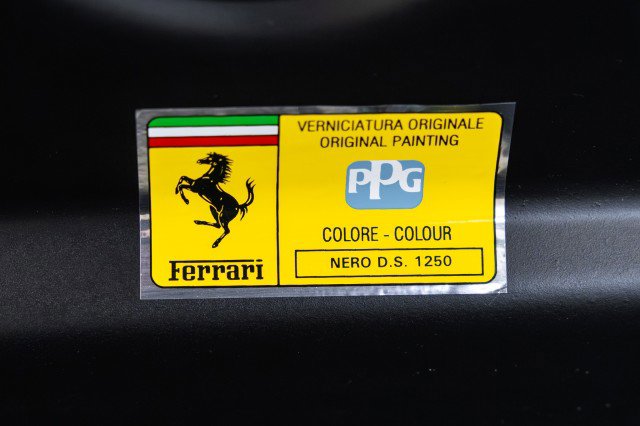 Ferrari
VERNICIATURA ORIGINALE
ORIGINAL PAINTING
PPG
COLORE - COLOUR
NERO D.S. 1250